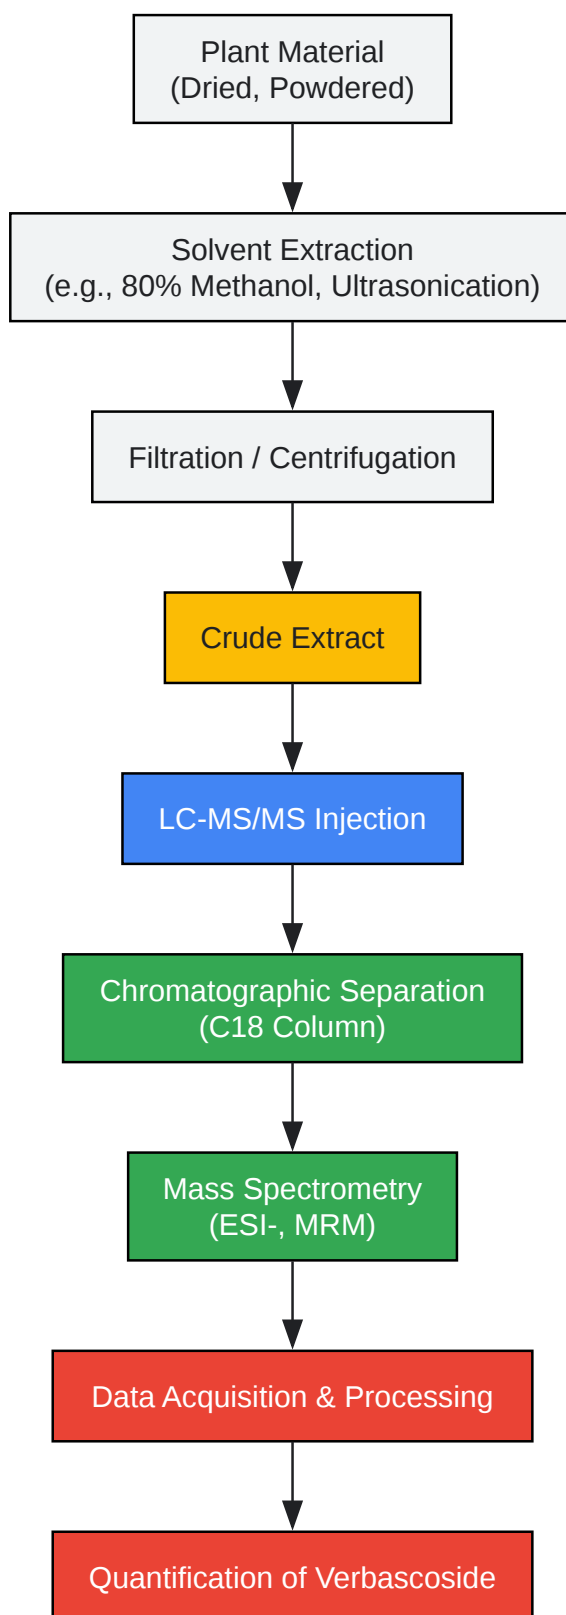 Plant Material
(Dried, Powdered)
Solvent Extraction
(e.g., 80% Methanol, Ultrasonication)
Filtration / Centrifugation
Crude Extract
LC-MS/MS Injection
Chromatographic Separation
(C18 Column)
Mass Spectrometry
(ESI-, MRM)
Data Acquisition & Processing
Quantification of Verbascoside